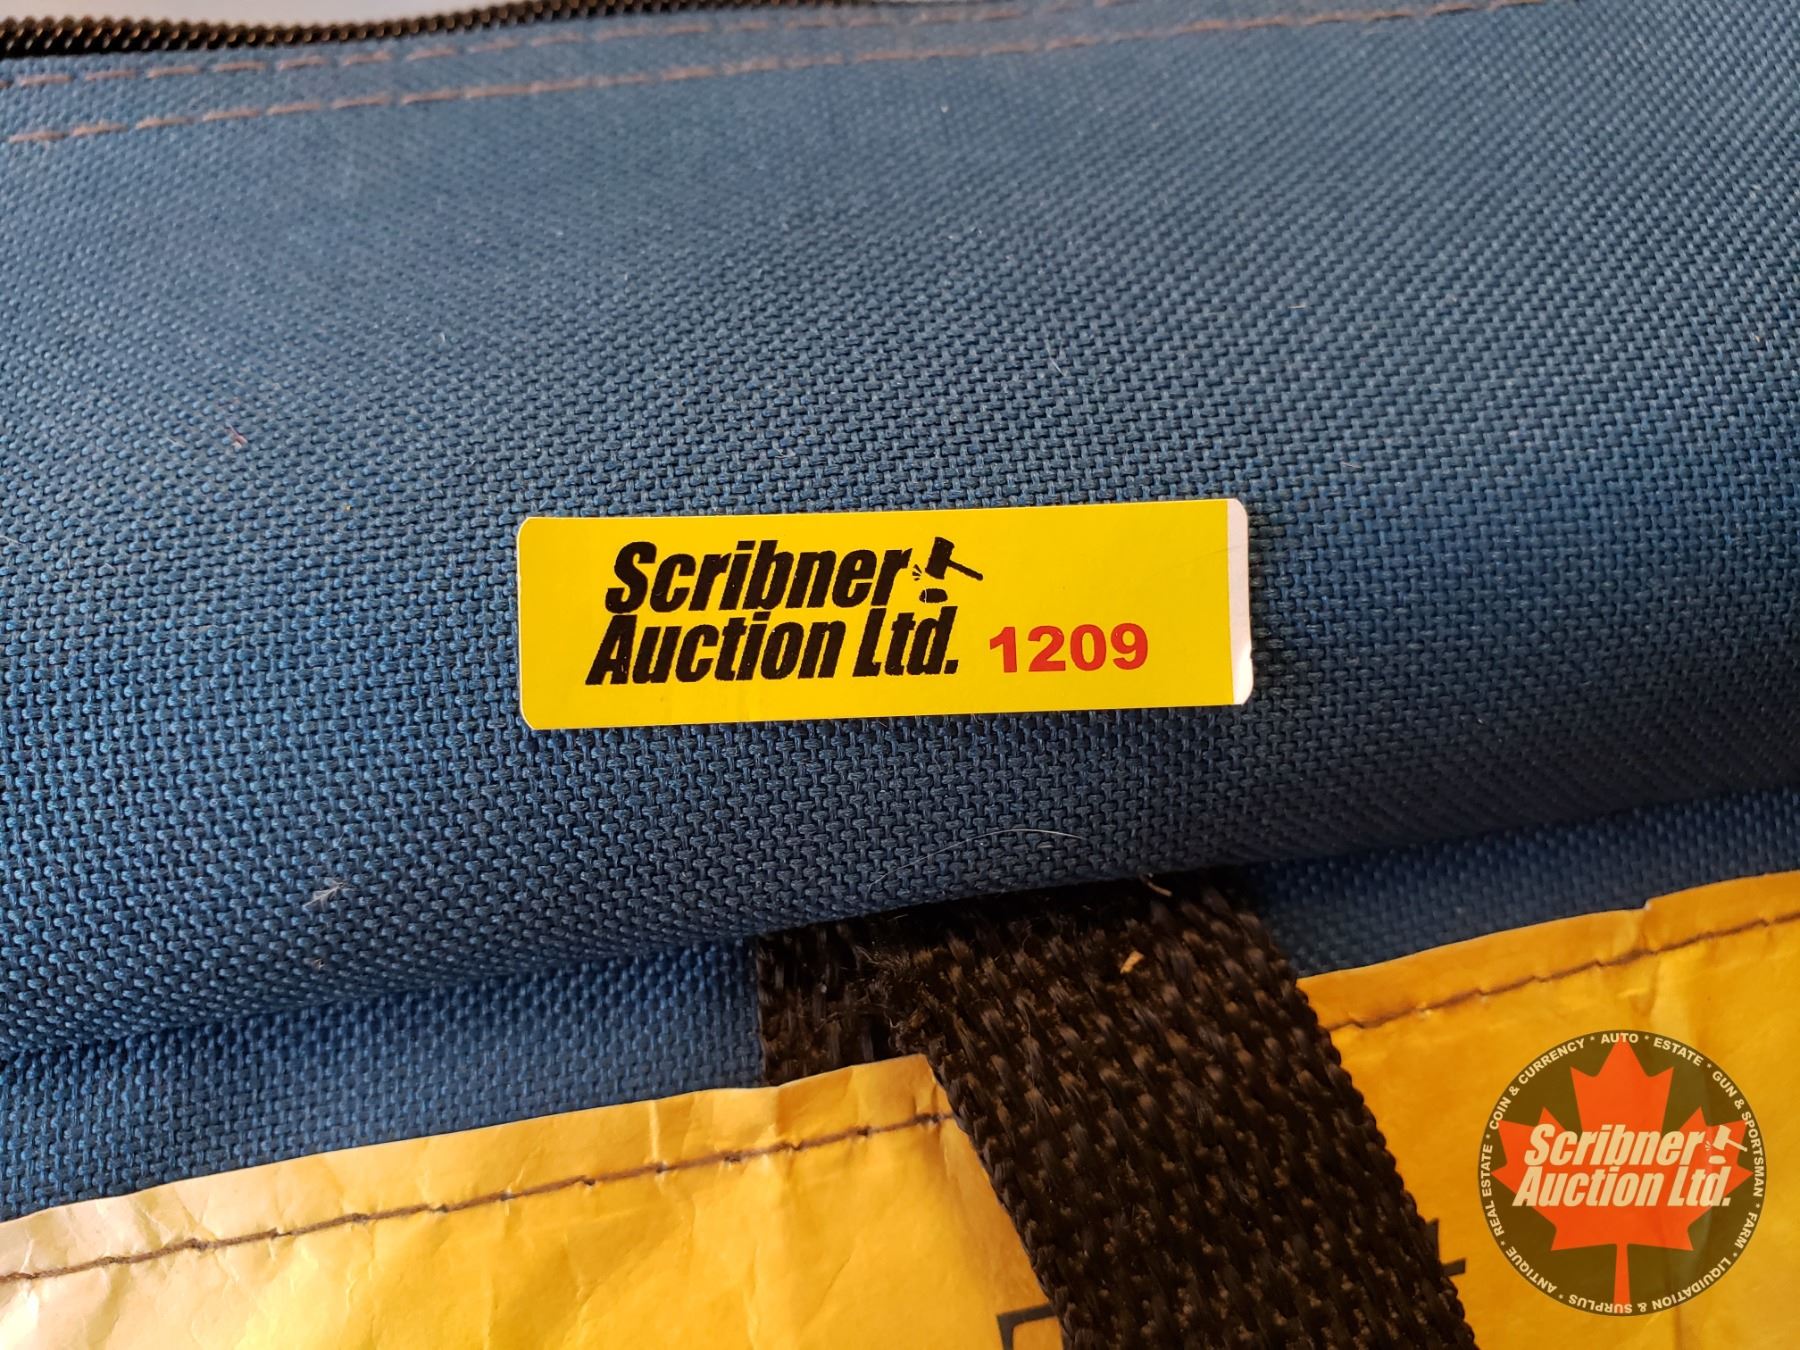 Scribner
Auction Ltd. 1209
COIN & CURRENCY * AUTO * ESTATE * GUN & SPORTSMAN * FARM * LIQUIDATION & SURPLUS * ANTIQUE * REAL ESTATE *
Scribner
Auction Ltd.